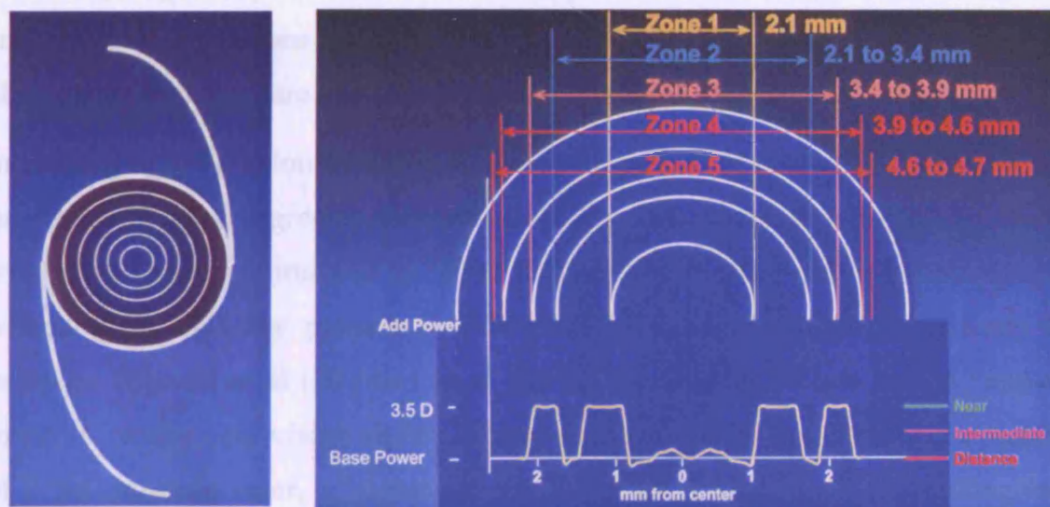 Zone 1 2.1 mm
Zone 2 2.1 to 3.4 mm
Zone 3 3.4 to 3.9 mm
Zone 4 3.9 to 4.6 mm
Zone 5 4.6 to 4.7 mm
Add Power
3.5 D
Near
Intermediate
Base Power
Distance
2 1 0 1 2
mm from center